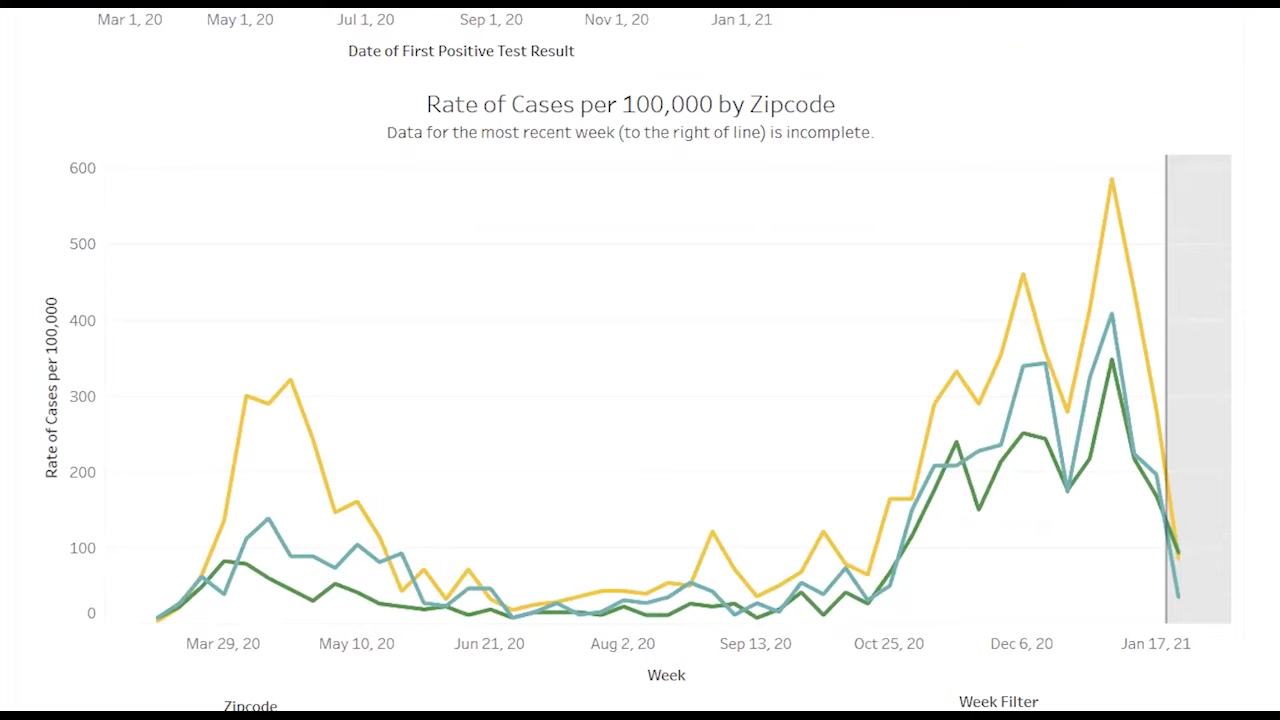 Mar 1, 20 May 1, 20 Jul 1, 20 Sep 1, 20 Nov 1, 20 Jan 1, 21
Date of First Positive Test Result
Rate of Cases per 100,000 by Zipcode
Data for the most recent week (to the right of line) is incomplete.
600
500
400
300
200
100
0
Rate of Cases per 100,000
Mar 29, 20 May 10, 20 Jun 21, 20 Aug 2, 20 Sep 13, 20 Oct 25, 20 Dec 6, 20 Jan 17, 21
Week
Zipcode Week Filter